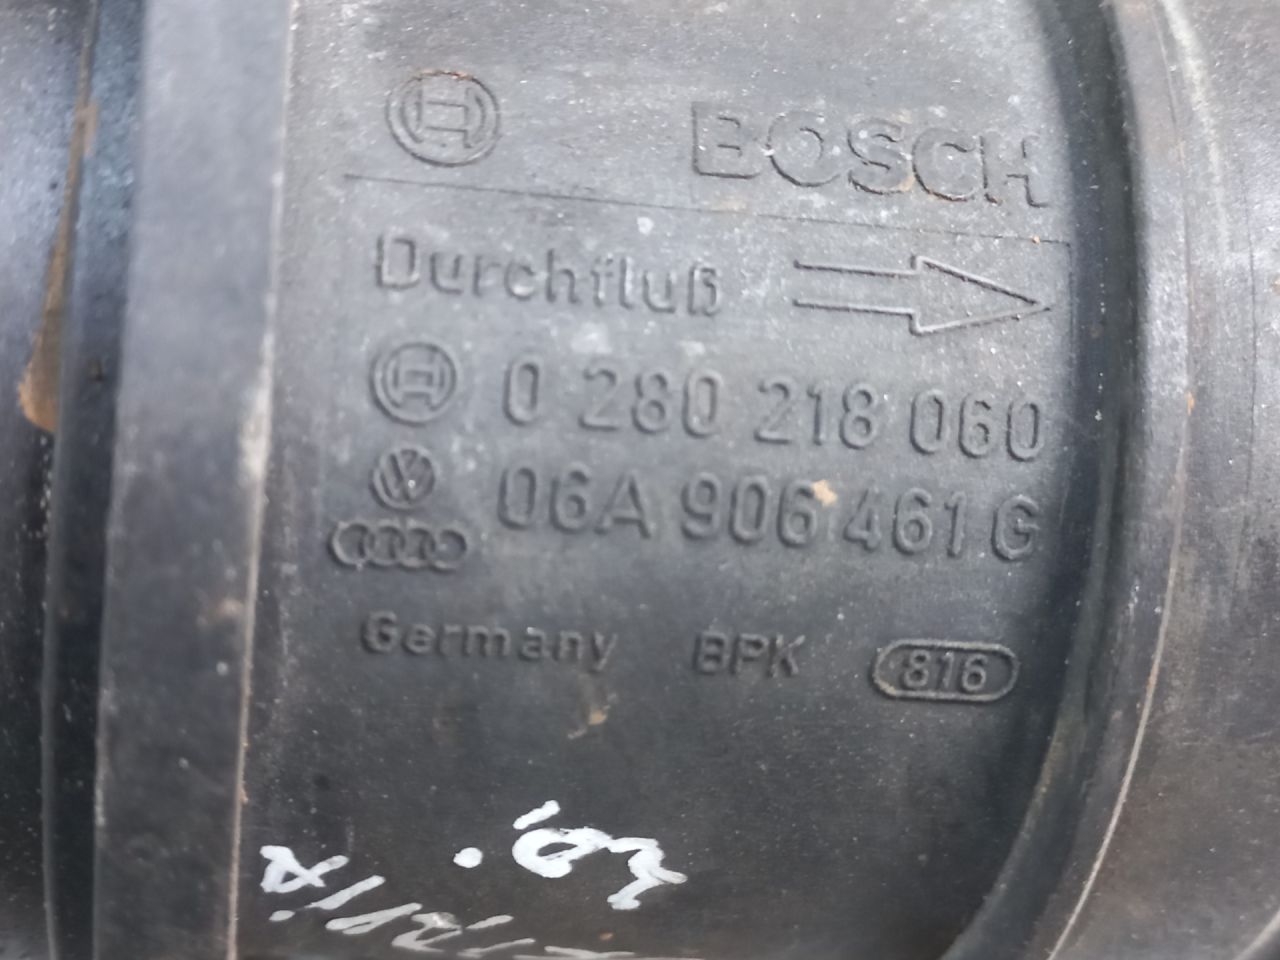 BOSCH
Durchfluß
0 280 218 060
06A 906 461 G
Germany BPK 816